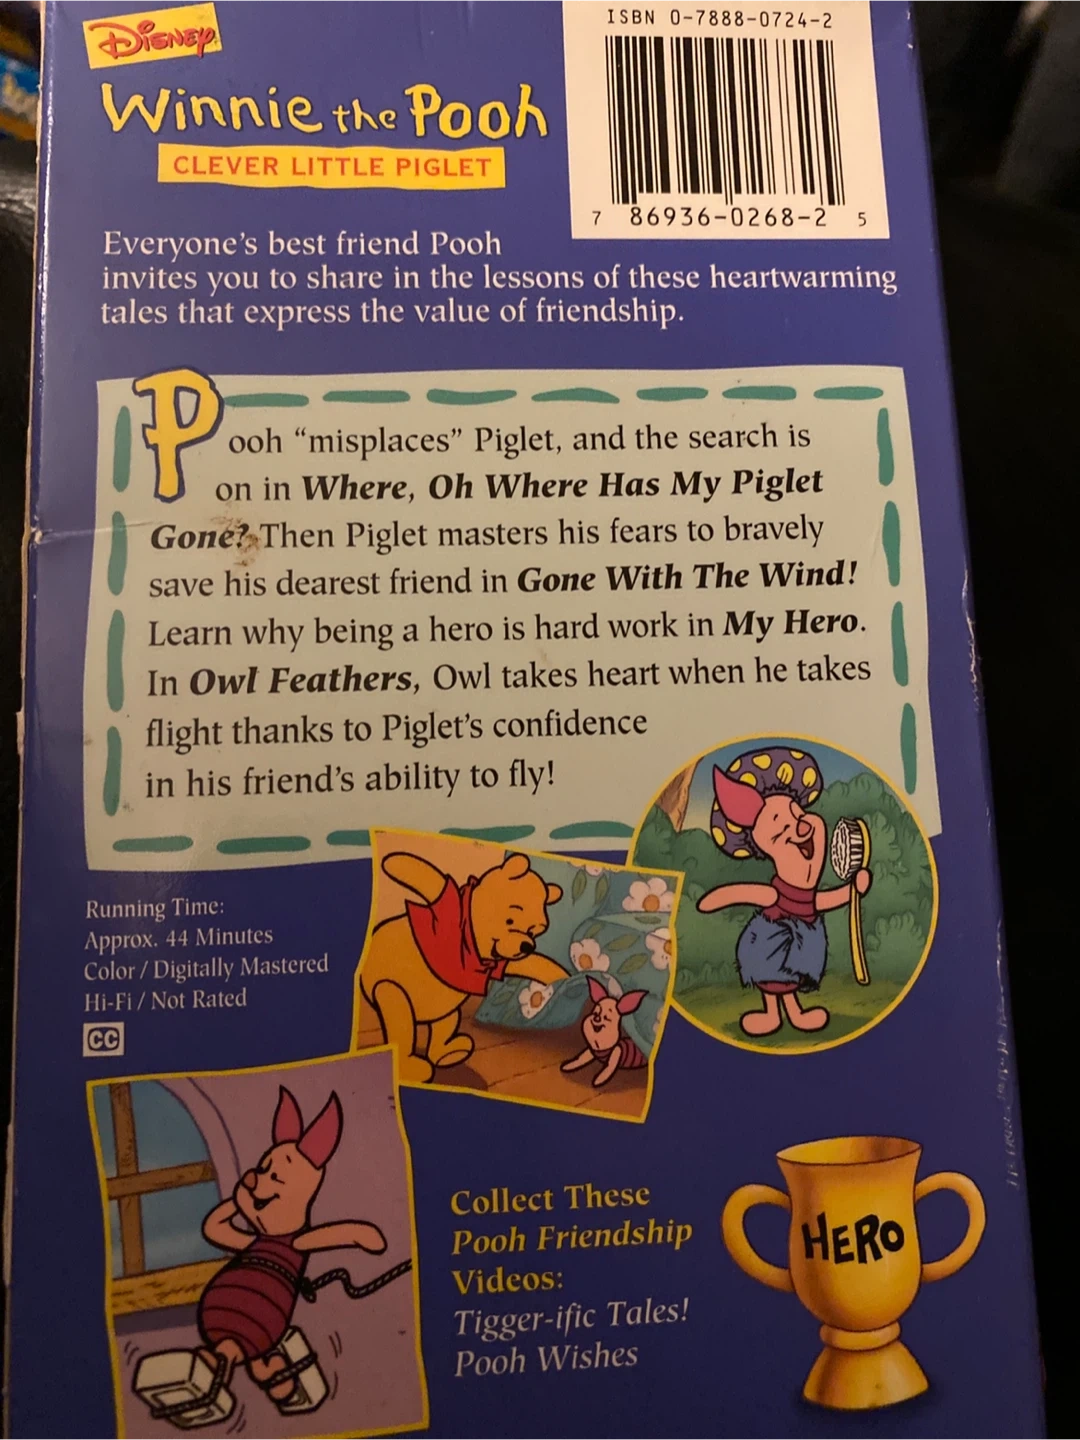 Disney
ISBN 0-7888-0724-2
Winnie the Pooh
CLEVER LITTLE PIGLET
7 86936-0268-2 5
Everyone's best friend Pooh
invites you to share in the lessons of these heartwarming
tales that express the value of friendship.
Pooh “misplaces” Piglet, and the search is
on in Where, Oh Where Has My Piglet
Gone? Then Piglet masters his fears to bravely
save his dearest friend in Gone With The Wind!
Learn why being a hero is hard work in My Hero.
In Owl Feathers, Owl takes heart when he takes
flight thanks to Piglet's confidence
in his friend's ability to fly!
Running Time:
Approx. 44 Minutes
Color / Digitally Mastered
Hi-Fi / Not Rated
CC
Collect These
Pooh Friendship
Videos:
Tigger-ific Tales!
Pooh Wishes
HERO